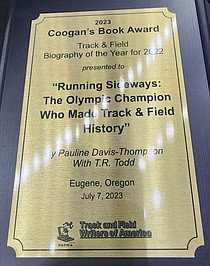 2023
Coogan's Book Award
Track & Field
Biography of the Year for 2022
presented to
"Running Sideways:
The Olympic Champion
Who Made Track & Field
History"
by Pauline Davis-Thompson
With T.R. Todd
Eugene, Oregon
July 7, 2023
Track and Field
Writers of America